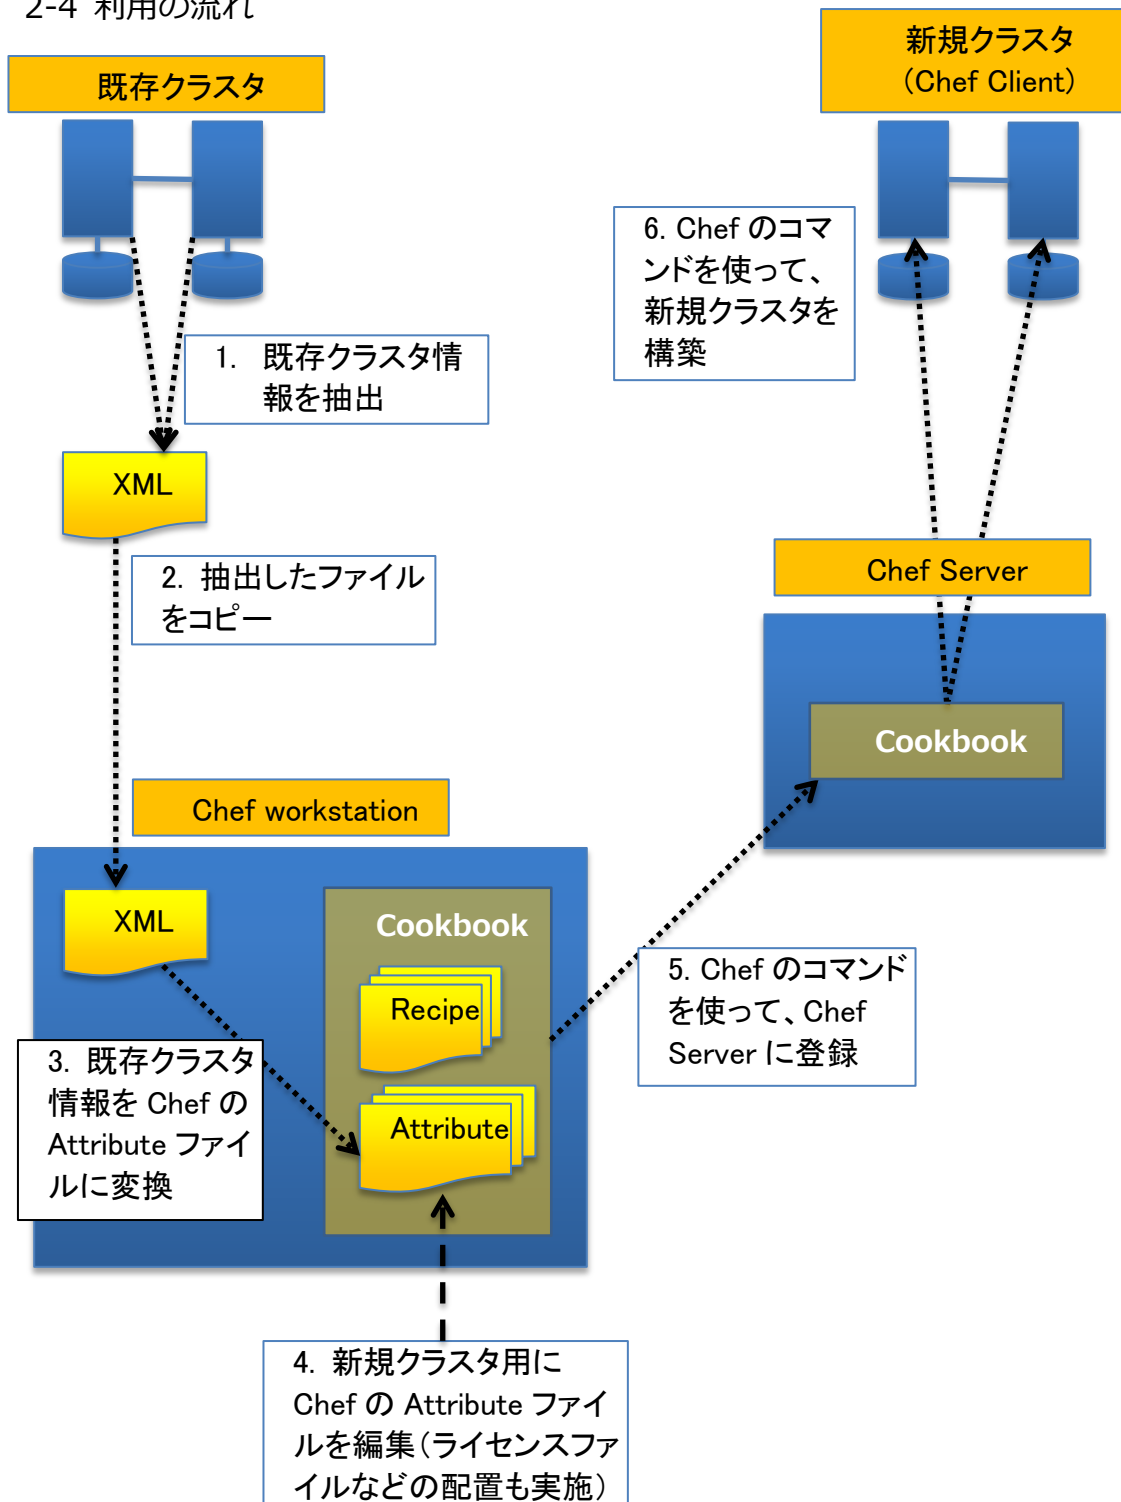 2-4 利用の流れ
既存クラスタ
新規クラスタ
(Chef Client)
6. Chef のコマ
ンドを使って、
新規クラスタを
構築
1. 既存クラスタ情
報を抽出
XML
2. 抽出したファイル
をコピー
Chef Server
Cookbook
Chef workstation
XML
Cookbook
Recipe
Attribute
3. 既存クラスタ
情報を Chef の
Attribute ファイ
ルに変換
5. Chef のコマンド
を使って、Chef
Server に登録
4. 新規クラスタ用に
Chef の Attribute ファイ
ルを編集(ライセンスファ
イルなどの配置も実施)